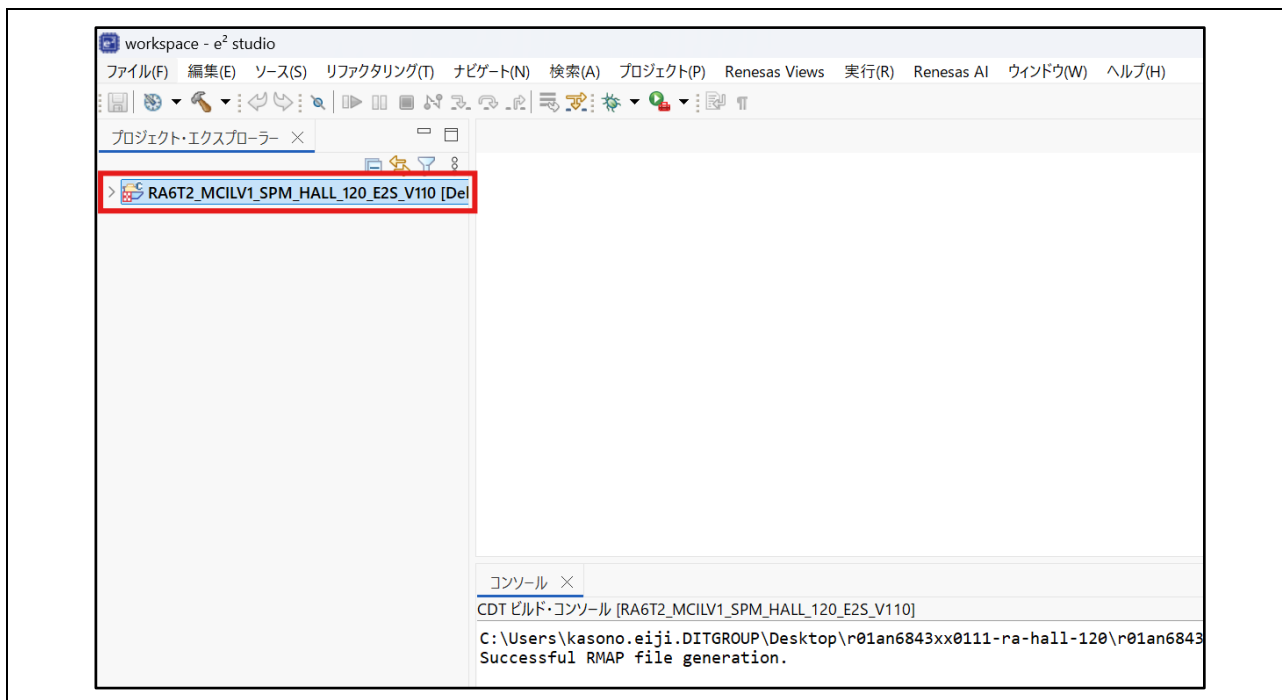 workspace - e² studio
ファイル(F) 編集(E) ソース(S) リファクタリング(T) ナビゲート(N) 検索(A) プロジェクト(P) Renesas Views 実行(R) Renesas AI ウィンドウ(W) ヘルプ(H)
プロジェクト・エクスプローラー
RA6T2_MCILV1_SPM_HALL_120_E2S_V110 [Del
コンソール
CDT ビルド・コンソール [RA6T2_MCILV1_SPM_HALL_120_E2S_V110]
C:\Users\kasono.eiji.DITGROUP\Desktop\r01an6843xx0111-ra-hall-120\r01an6843
Successful RMAP file generation.